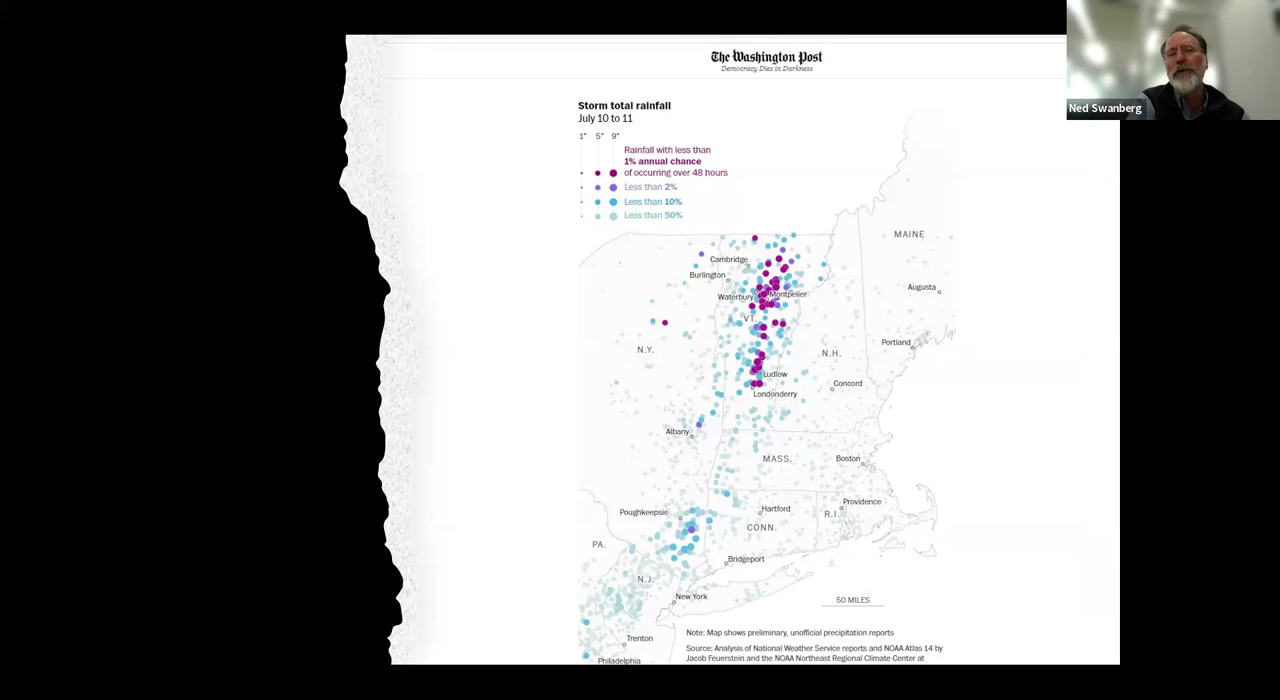 The Washington Post
Democracy Dies in Darkness
Ned Swanberg
Storm total rainfall
July 10 to 11
1" 5" 9"
Rainfall with less than
1% annual chance
of occurring over 48 hours
Less than 2%
Less than 10%
Less than 50%
MAINE
Cambridge
Burlington
Augusta
Waterbury
Montpelier
VT.
Portland
N.Y.
N.H.
Ludlow
Concord
Londonderry
Albany
MASS.
Boston
Providence
Poughkeepsie
Hartford
R.I.
CONN.
PA.
Bridgeport
N.J.
New York
50 MILES
Note: Map shows preliminary, unofficial precipitation reports
Trenton
Source: Analysis of National Weather Service reports and NOAA Atlas 14 by
Jacob Feuerstein and the NOAA Northeast Regional Climate Center at
Philadelphia